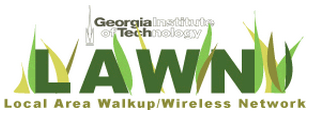 Georgia Institute
of Technology
LAWN
Local Area Walkup/Wireless Network